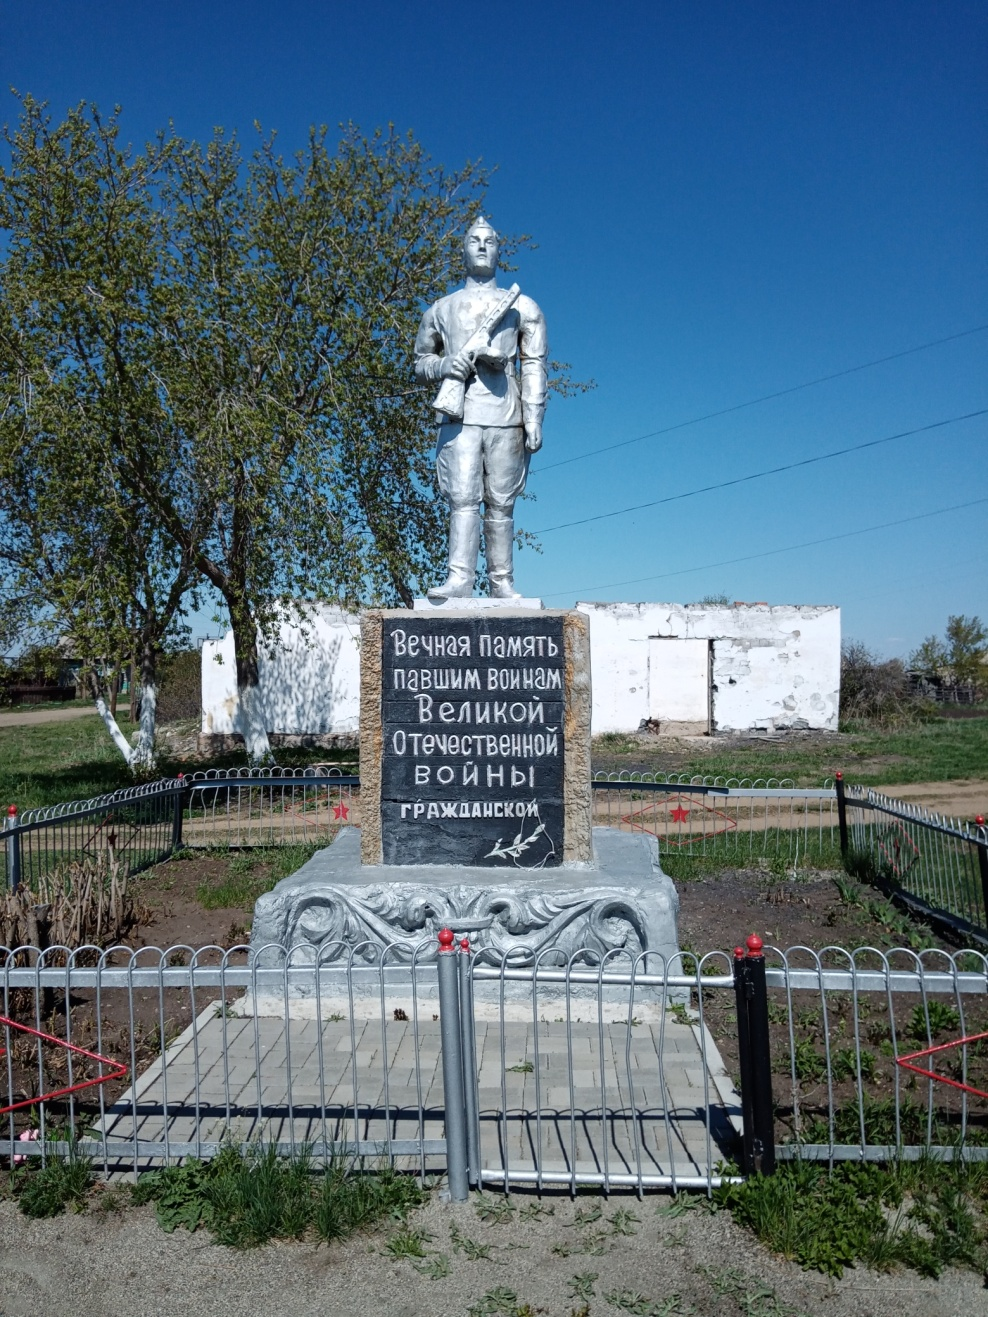 Вечная Память
павшим воинам
Великой
Отечественной
войны
гражданской